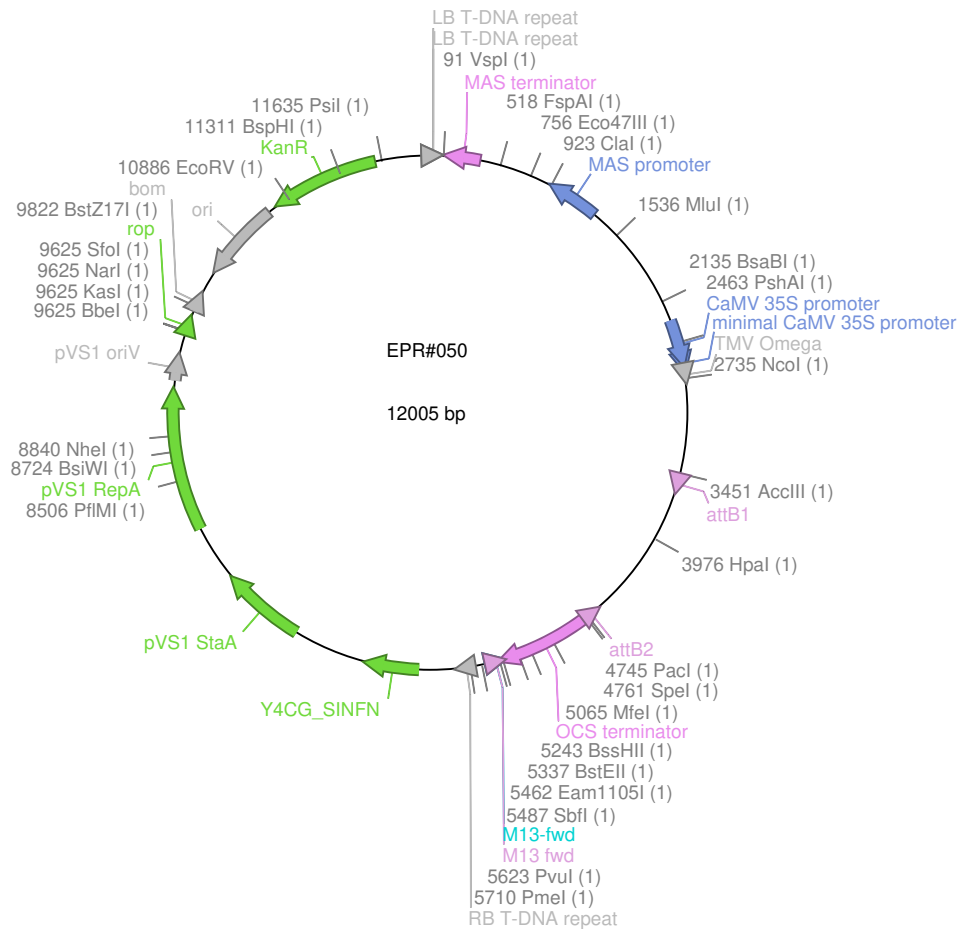 LB T-DNA repeat
LB T-DNA repeat
91 VspI (1)
MAS terminator
518 FspAI (1)
756 Eco47III (1)
923 ClaI (1)
MAS promoter
1536 MluI (1)
2135 BsaBI (1)
2463 PshAI (1)
CaMV 35S promoter
minimal CaMV 35S promoter
TMV Omega
2735 NcoI (1)
3451 AccIII (1)
attB1
3976 HpaI (1)
attB2
4745 PacI (1)
4761 SpeI (1)
5065 MfeI (1)
OCS terminator
5243 BssHII (1)
5337 BstEII (1)
5462 Eam1105I (1)
5487 SbfI (1)
M13-fwd
M13 fwd
5623 PvuI (1)
5710 PmeI (1)
RB T-DNA repeat
Y4CG_SINFN
pVS1 StaA
8506 PflMI (1)
pVS1 RepA
8724 BsiWI (1)
8840 NheI (1)
pVS1 oriV
9625 BbeI (1)
9625 KasI (1)
9625 NarI (1)
9625 SfoI (1)
rop
9822 BstZ17I (1)
bom
ori
10886 EcoRV (1)
KanR
11311 BspHI (1)
11635 PsiI (1)
EPR#050
12005 bp